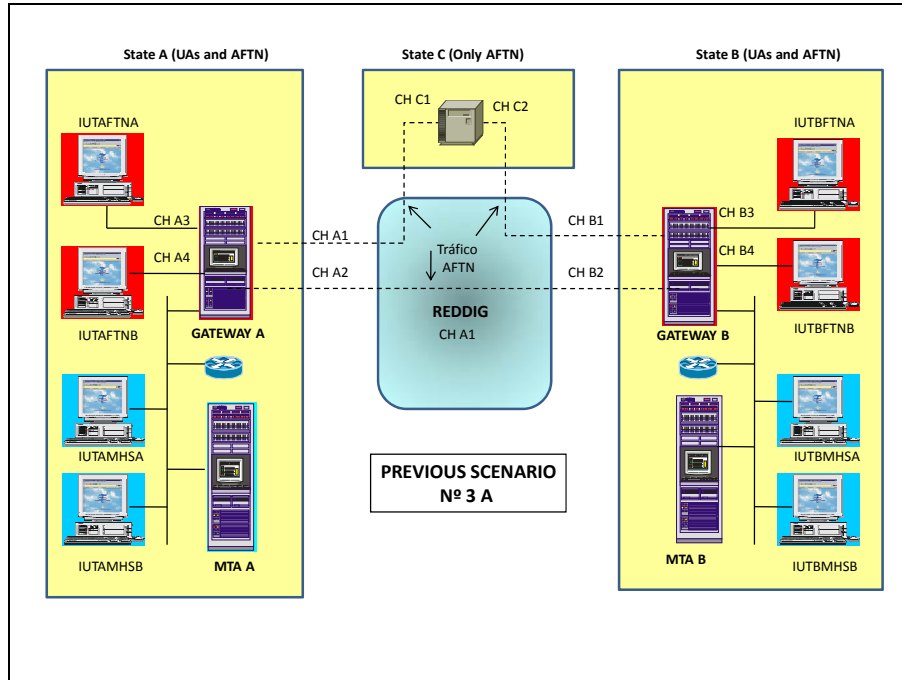 State A (UAs and AFTN)
State C (Only AFTN)
State B (UAs and AFTN)
IUTAFTNA
CH C1
CH C2
IUTBFTNA
CH A3
CH A1
CH B1
CH B3
CH A4
Tráfico
AFTN
CH B4
CH A2
CH B2
IUTAFTNB
GATEWAY A
REDDIG
CH A1
GATEWAY B
IUTBFTNB
IUTAMHSA
IUTBMHSA
PREVIOUS SCENARIO
Nº 3 A
IUTAMHSB
MTA A
MTA B
IUTBMHSB